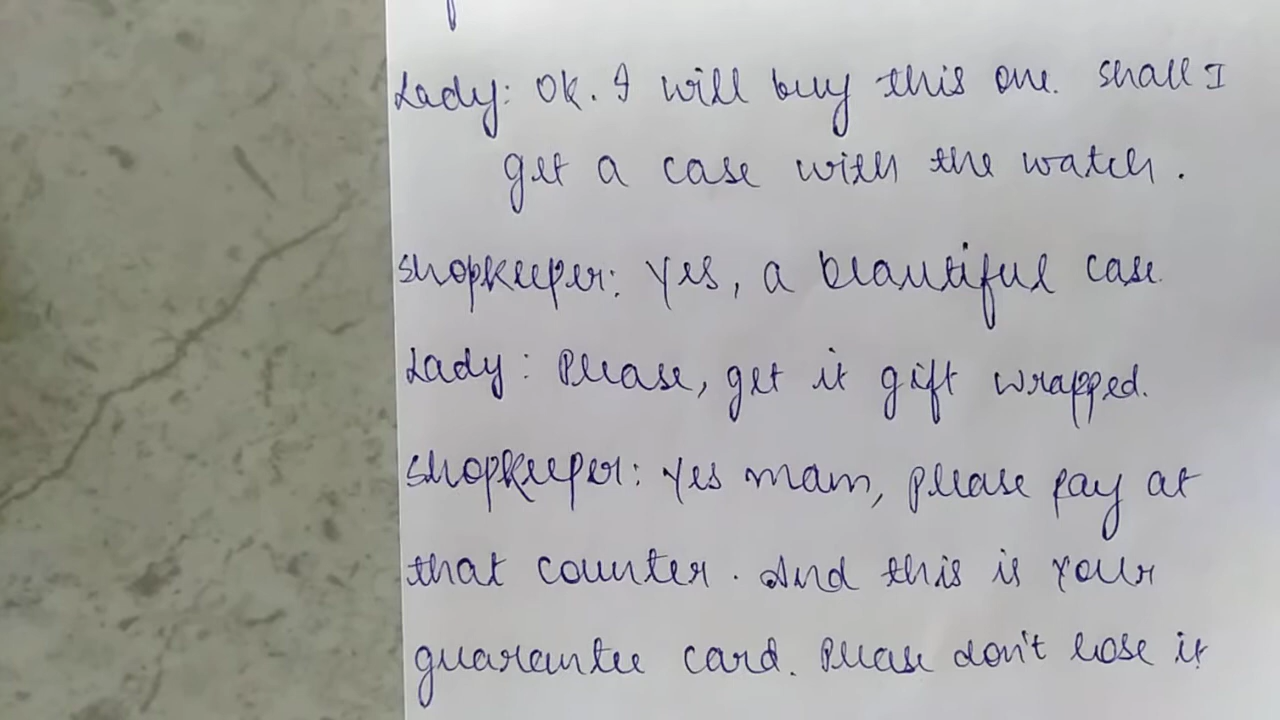 Lady: OK. I will buy this one. Shall I
get a case with the watch.
Shopkeeper: Yes, a beautiful case.
Lady: Please, get it gift wrapped.
Shopkeeper: Yes mam, please pay at
that counter. And this is your
guarantee card. Please don't lose it